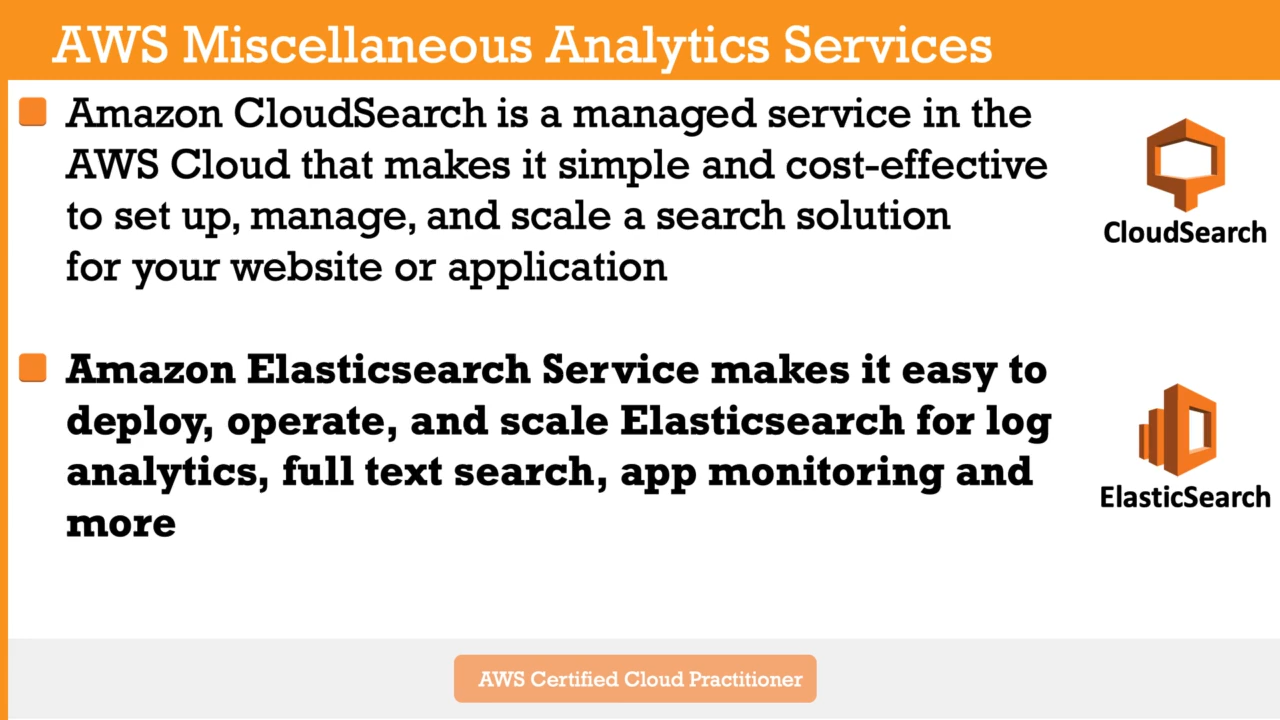 AWS Miscellaneous Analytics Services
Amazon CloudSearch is a managed service in the
AWS Cloud that makes it simple and cost-effective
to set up, manage, and scale a search solution
for your website or application
CloudSearch
Amazon Elasticsearch Service makes it easy to
deploy, operate, and scale Elasticsearch for log
analytics, full text search, app monitoring and
more
ElasticSearch
AWS Certified Cloud Practitioner